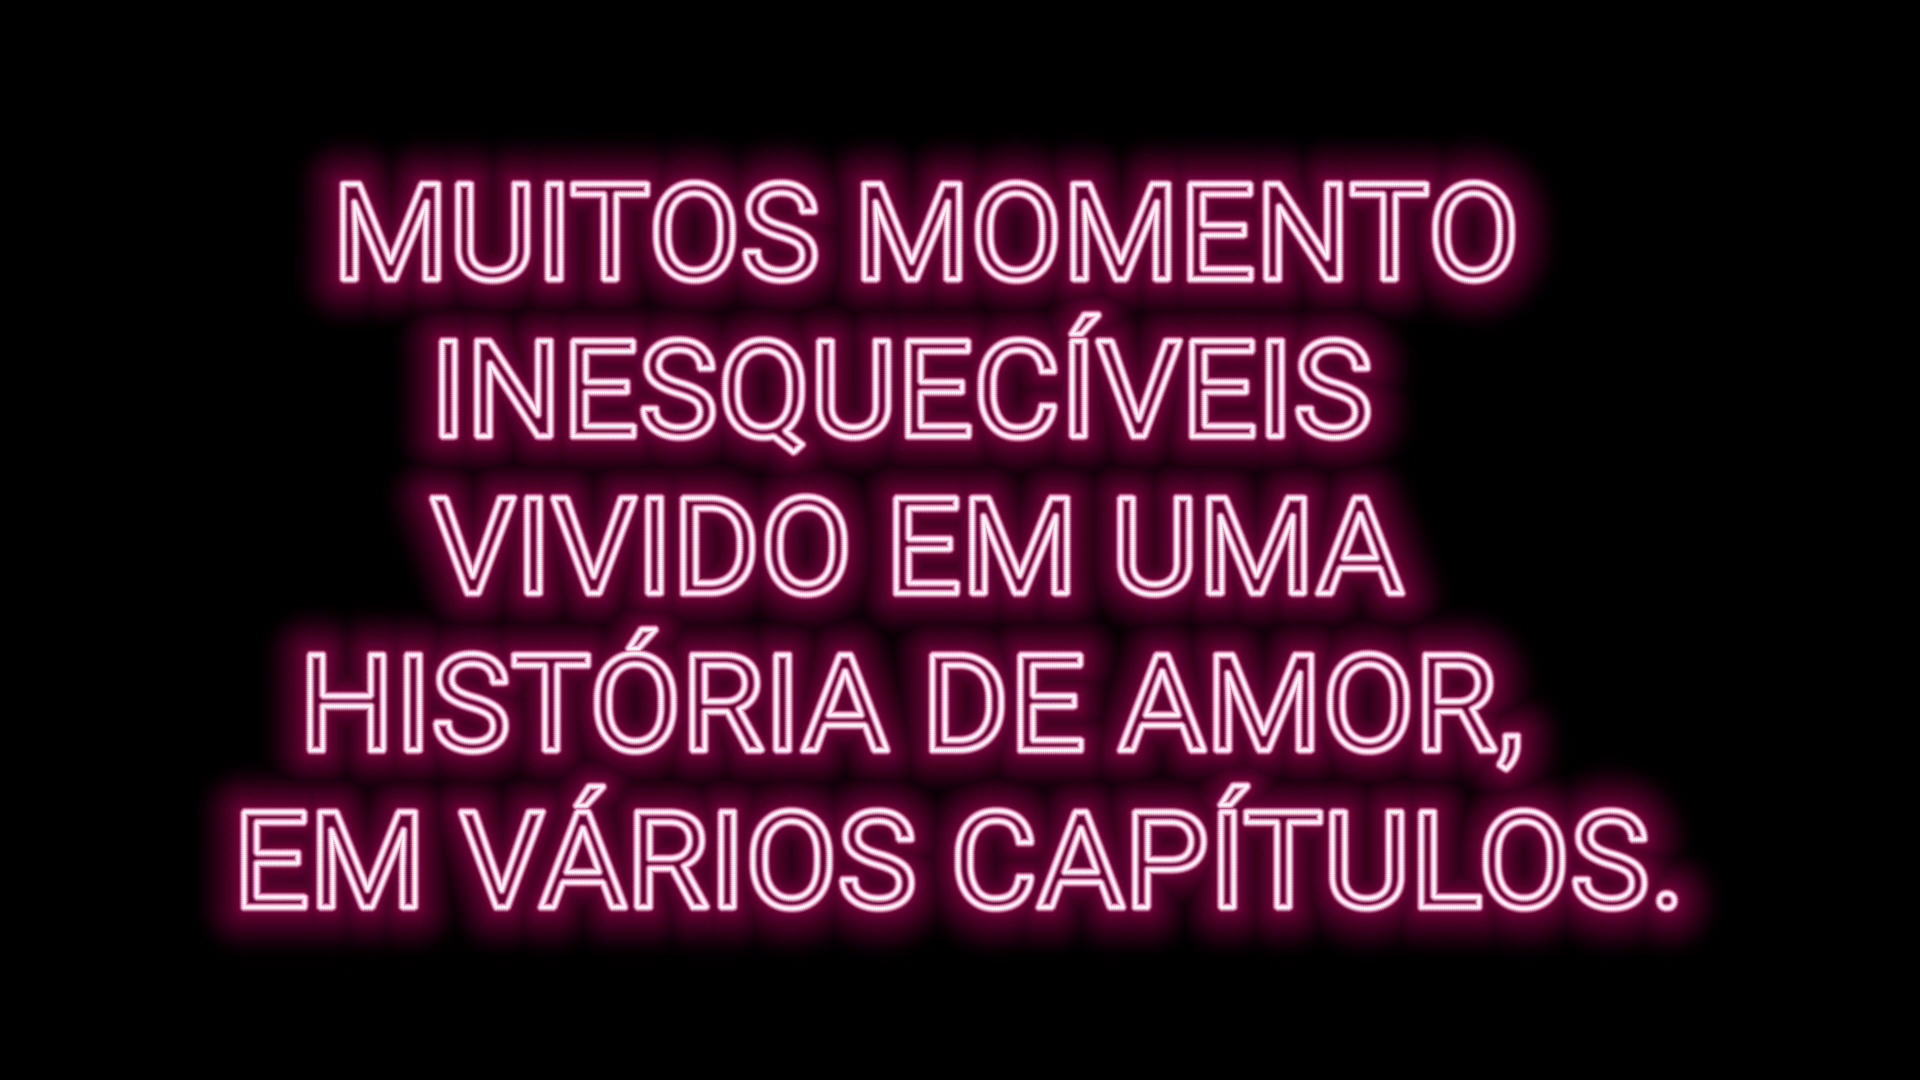 MUITOS MOMENTO
INESQUECÍVEIS
VIVIDO EM UMA
HISTÓRIA DE AMOR,
EM VÁRIOS CAPÍTULOS.